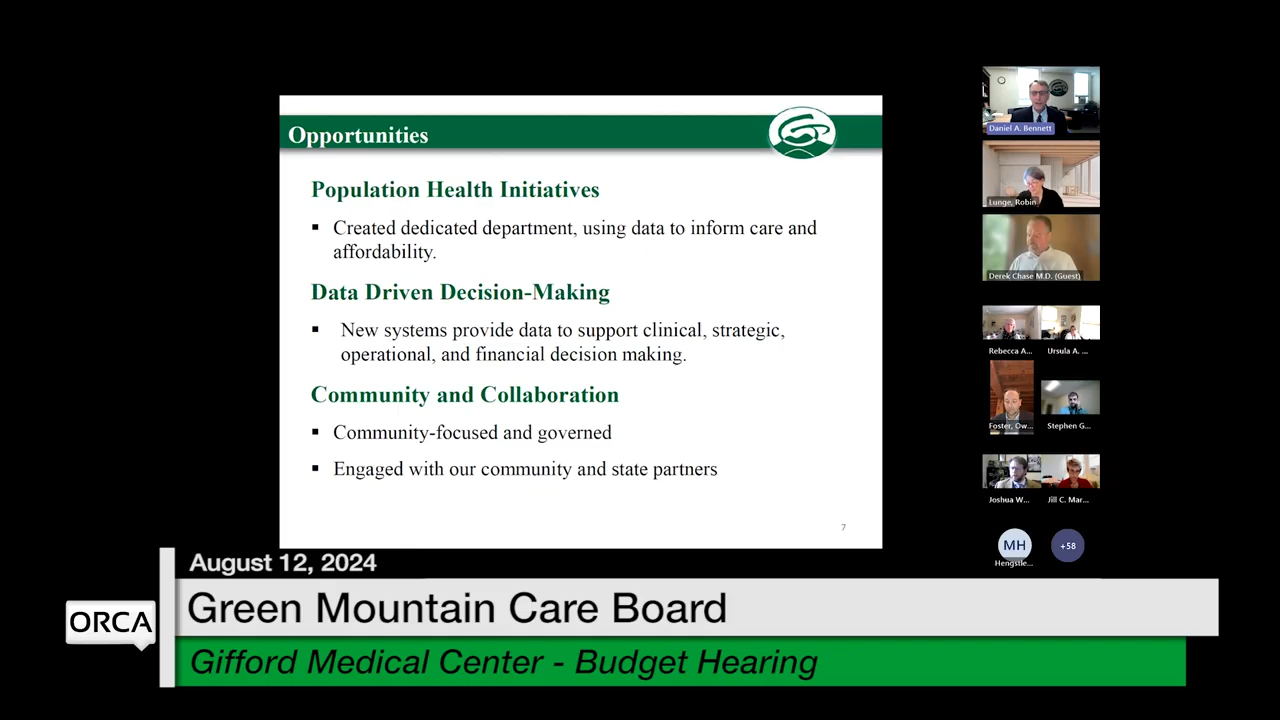 Opportunities
Population Health Initiatives
▪ Created dedicated department, using data to inform care and
affordability.
Data Driven Decision-Making
▪ New systems provide data to support clinical, strategic,
operational, and financial decision making.
Community and Collaboration
▪ Community-focused and governed
▪ Engaged with our community and state partners
7
Daniel A. Bennett
Lunge, Robin
Derek Chase M.D. (Guest)
Rebecca A...
Ursula A. ...
Foster, Ow...
Stephen G...
Joshua W...
Jill C. Mar...
MH
+58
Hengstle...
August 12, 2024
ORCA
Green Mountain Care Board
Gifford Medical Center - Budget Hearing